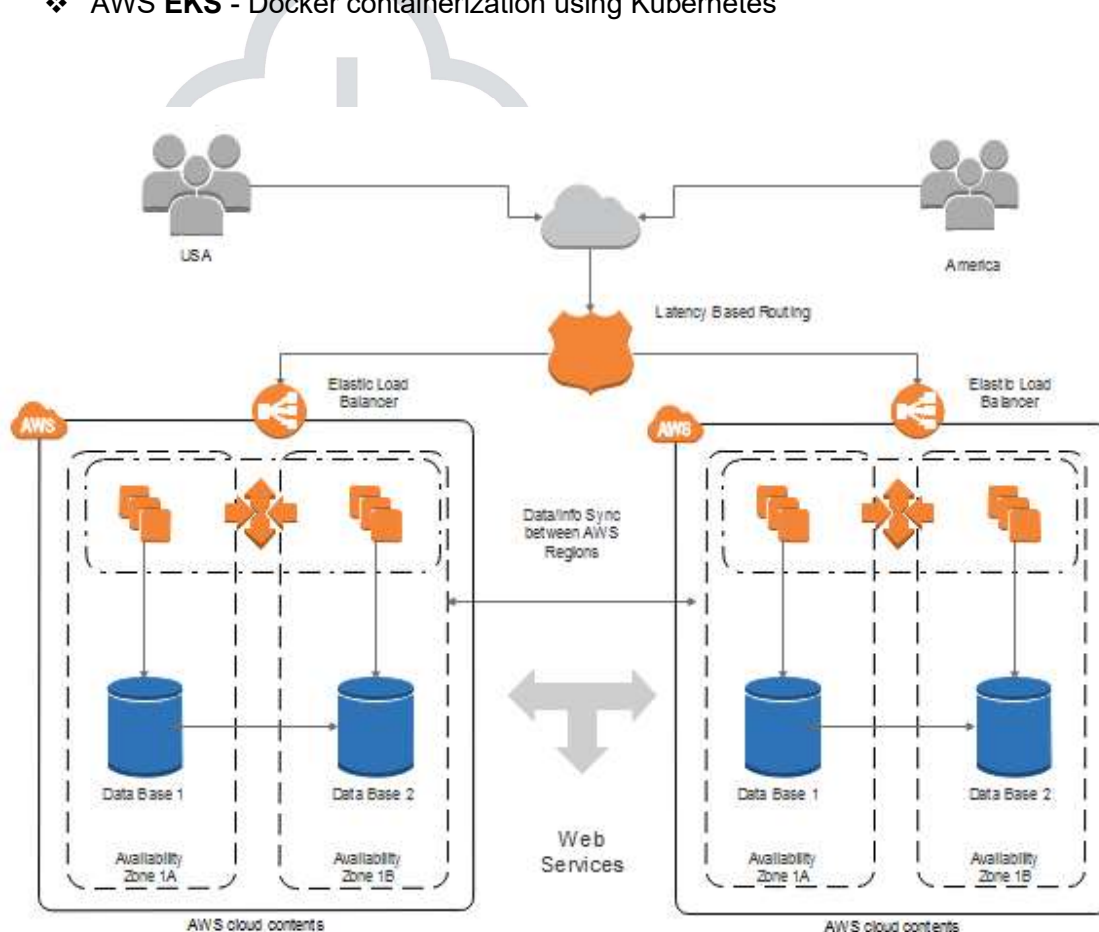 ❖ AWS EKS - Docker containerization using Kubernetes
USA
America
Latency Based Routing
Elastic Load
Balancer
Elastic Load
Balancer
AWS
AWS
Data/Info Sync
between AWS
Regions
Data Base 1
Data Base 2
Data Base 1
Data Base 2
Web
Services
Availability
Zone 1A
Availability
Zone 1B
Availability
Zone 1A
Availability
Zone 1B
AWS cloud contents
AWS cloud contents